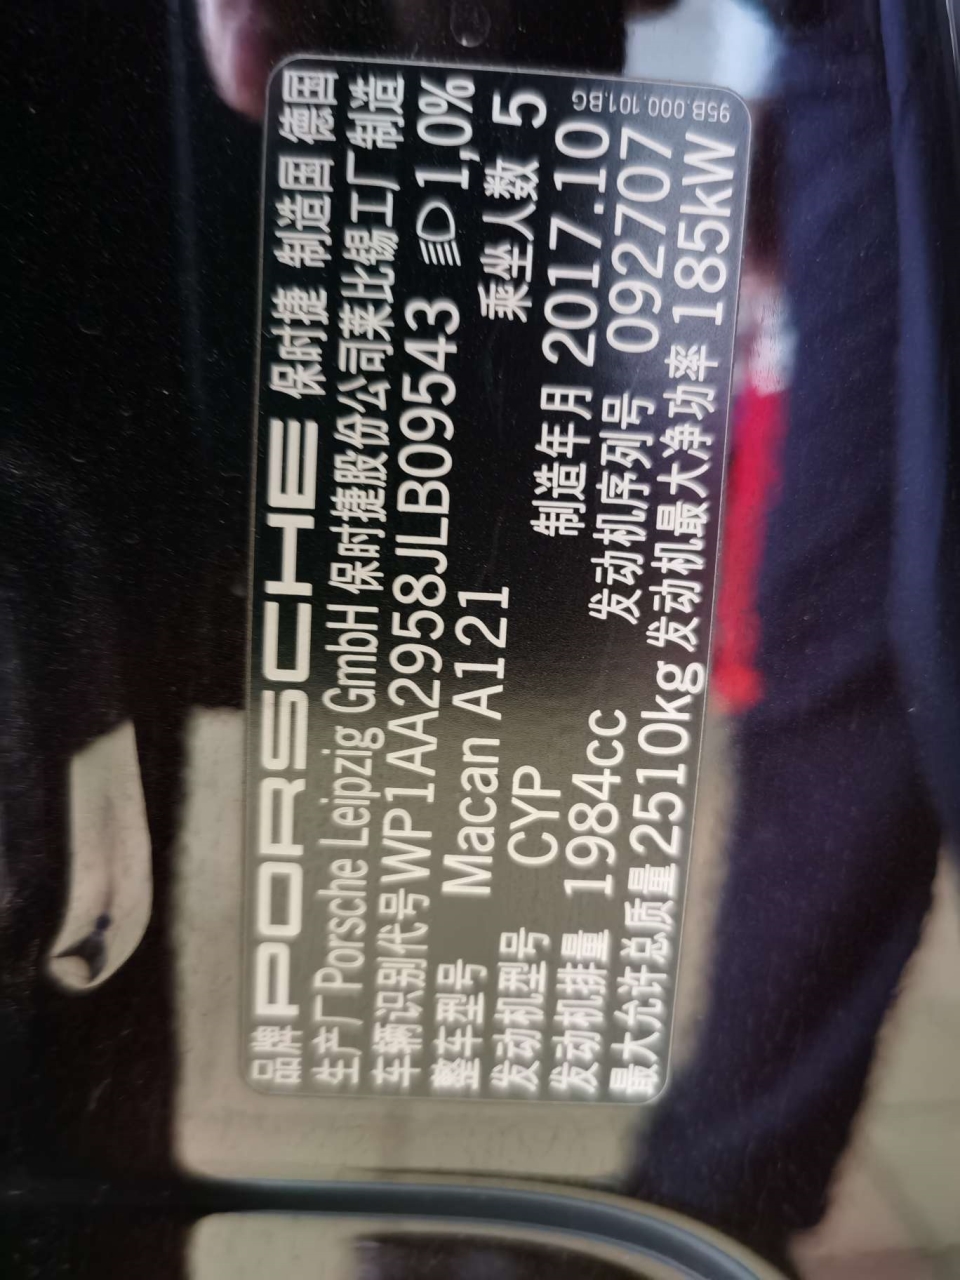 品牌 PORSCHE 保时捷 制造国 德国
生产厂 Porsche Leipzig GmbH 保时捷股份公司莱比锡工厂制造
车辆识别代号 WP1AA2958JLB09543 1,0%
整车型号 Macan A121 乘坐人数 5
发动机型号 CYP 制造年月 2017.10
发动机排量 1984cc 发动机序列号 092707
最大允许总质量 2510kg 发动机最大净功率 185kW
95B.000.101.BG